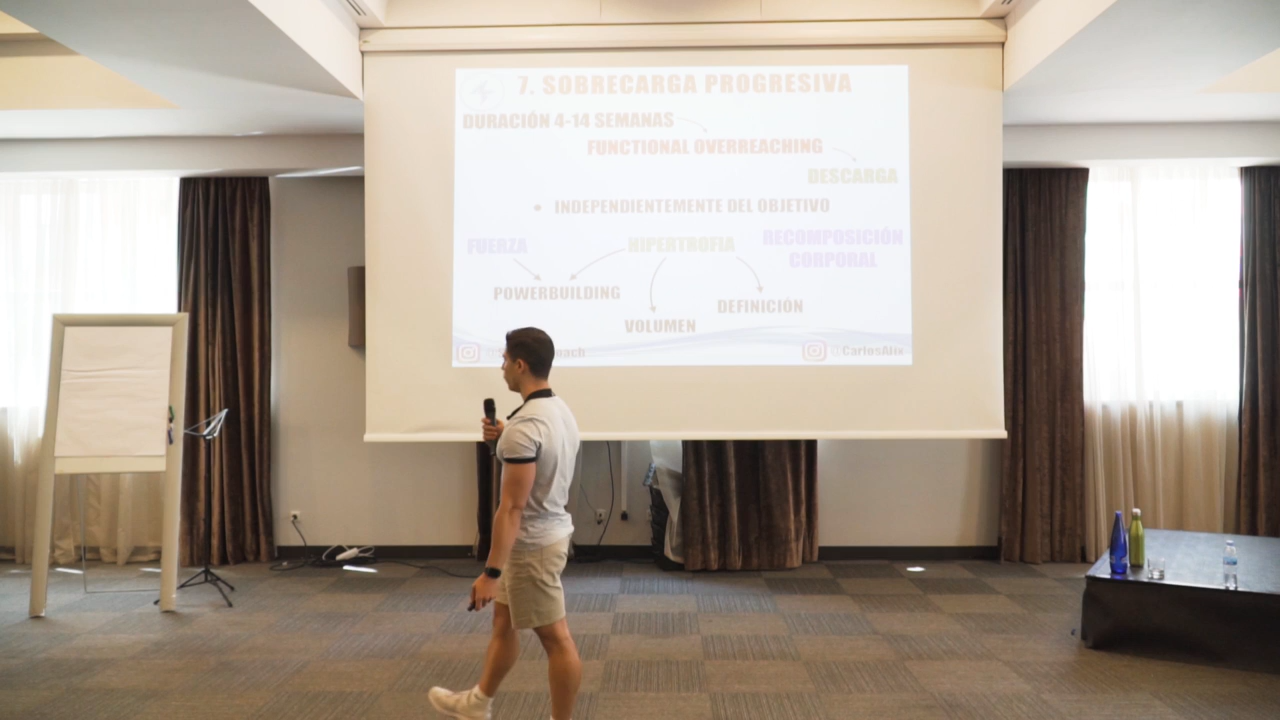 7. SOBRECARGA PROGRESIVA
DURACIÓN 4-14 SEMANAS
FUNCTIONAL OVERREACHING
DESCARGA
• INDEPENDIENTEMENTE DEL OBJETIVO
FUERZA
HIPERTROFIA
RECOMPOSICIÓN
CORPORAL
POWERBUILDING
DEFINICIÓN
VOLUMEN
@CarlosAlix